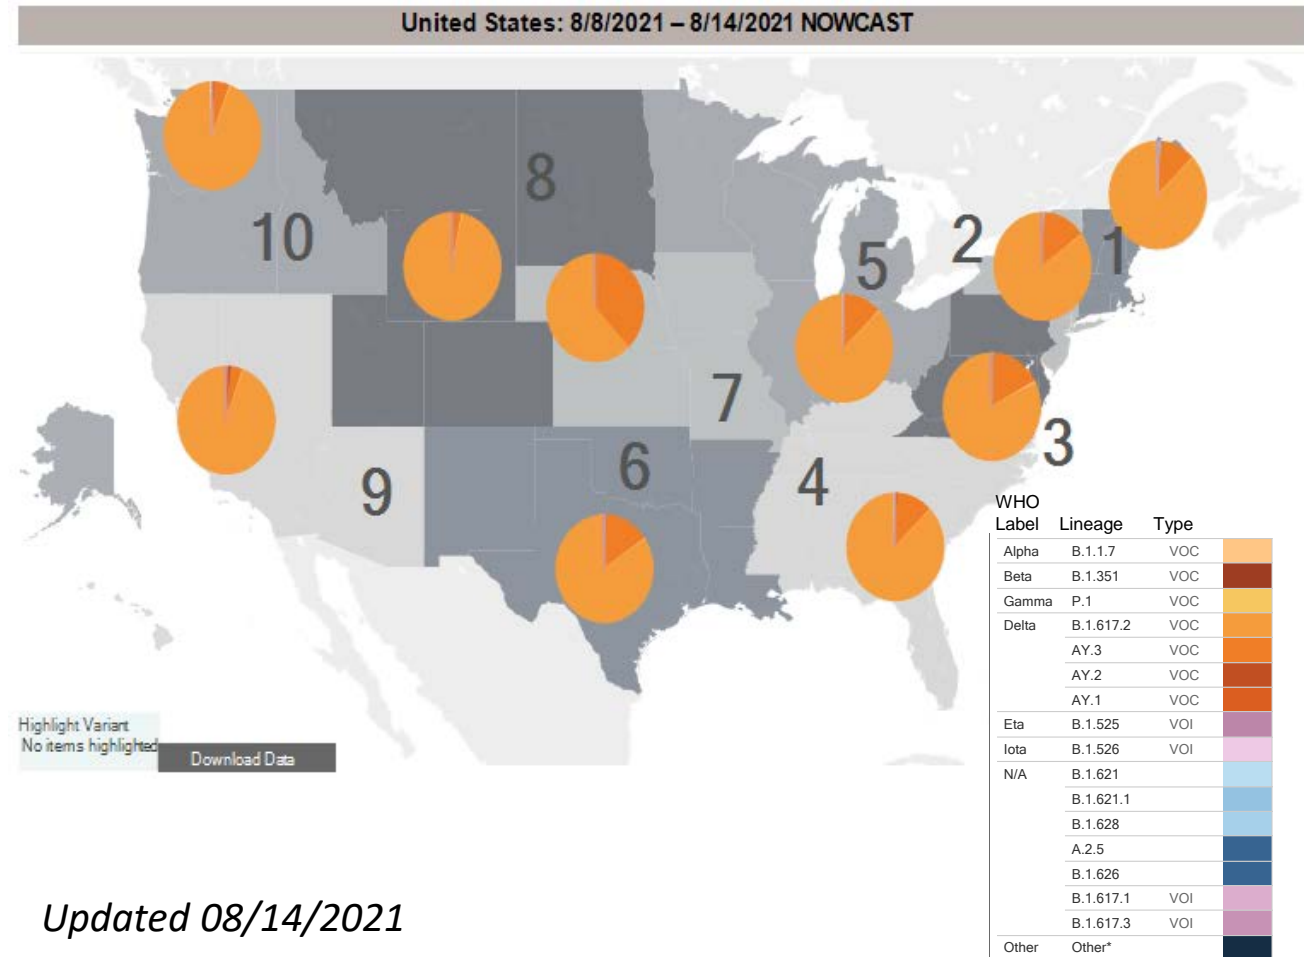 United States: 8/8/2021 – 8/14/2021 NOWCAST
8
10
2
1
5
7
3
6
4
9
WHO
Label Lineage Type
Alpha B.1.1.7 VOC
Beta B.1.351 VOC
Gamma P.1 VOC
Delta B.1.617.2 VOC
AY.3 VOC
AY.2 VOC
AY.1 VOC
Eta B.1.525 VOI
Iota B.1.526 VOI
N/A B.1.621
B.1.621.1
B.1.628
A.2.5
B.1.626
B.1.617.1 VOI
B.1.617.3 VOI
Other Other*
Highlight Variant
No items highlighted
Download Data
Updated 08/14/2021